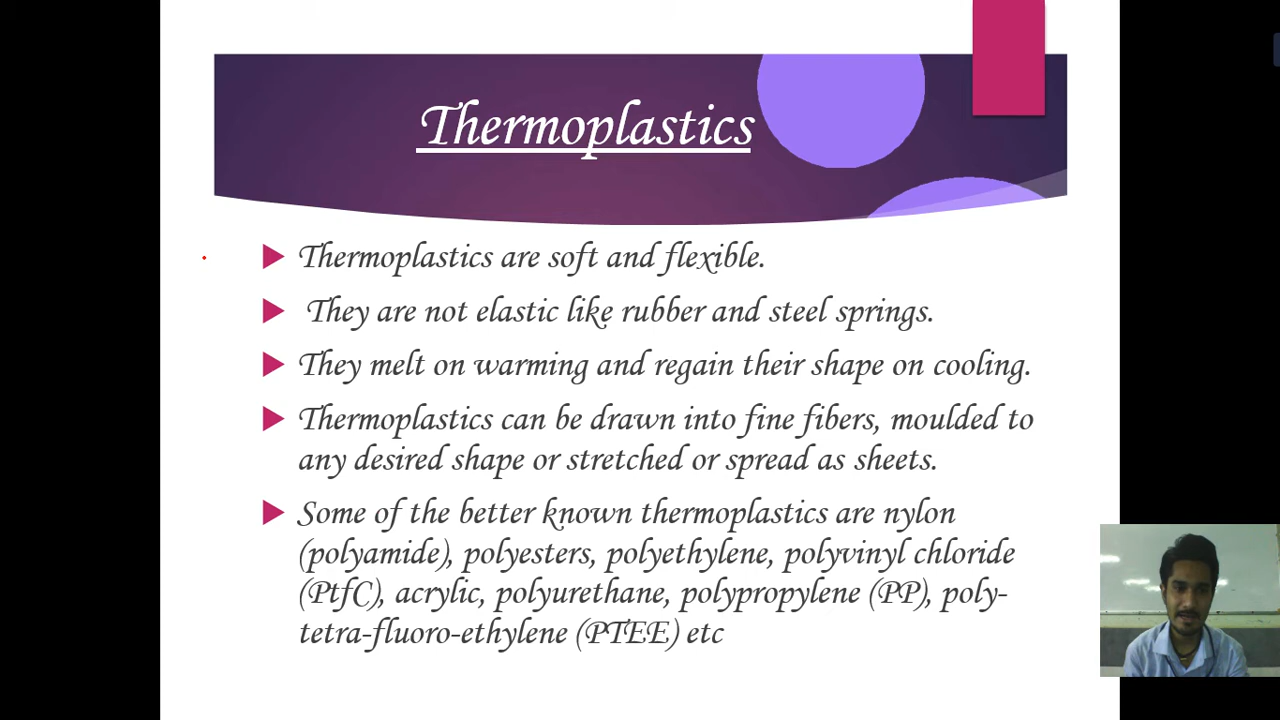 Thermoplastics
Thermoplastics are soft and flexible.
They are not elastic like rubber and steel springs.
They melt on warming and regain their shape on cooling.
Thermoplastics can be drawn into fine fibers, moulded to
any desired shape or stretched or spread as sheets.
Some of the better known thermoplastics are nylon
(polyamide), polyesters, polyethylene, polyvinyl chloride
(PtfC), acrylic, polyurethane, polypropylene (PP), poly-
tetra-fluoro-ethylene (PTEE) etc